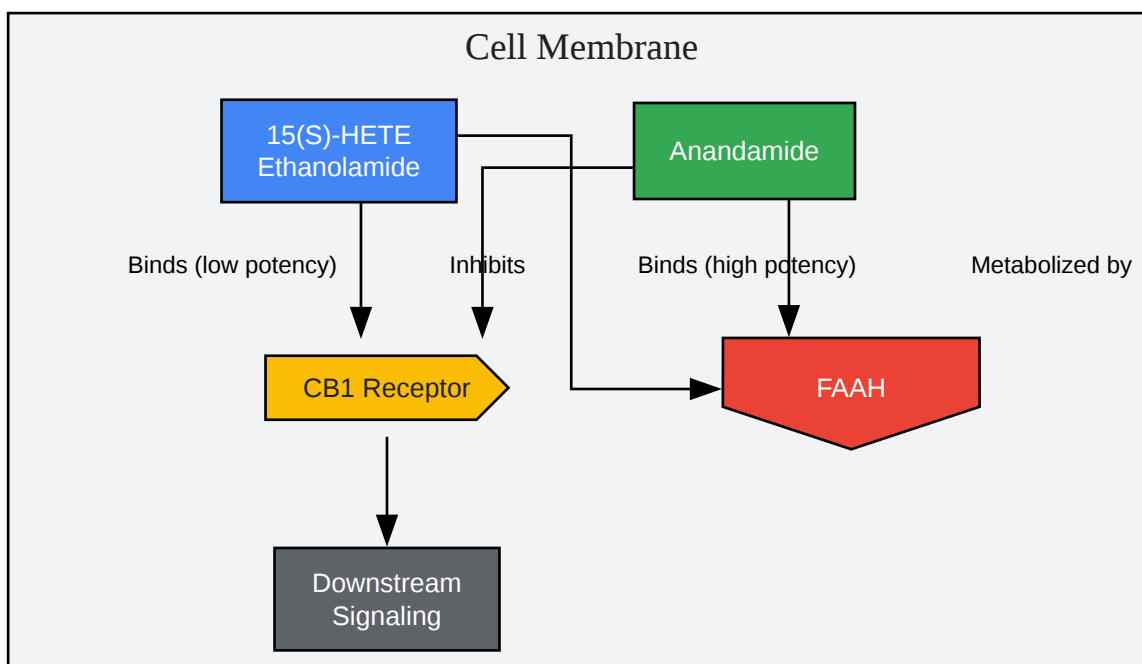 Cell Membrane
15(S)-HETE
Ethanolamide
Anandamide
Binds (low potency)
Inhibits
Binds (high potency)
Metabolized by
CB1 Receptor
FAAH
Downstream
Signaling